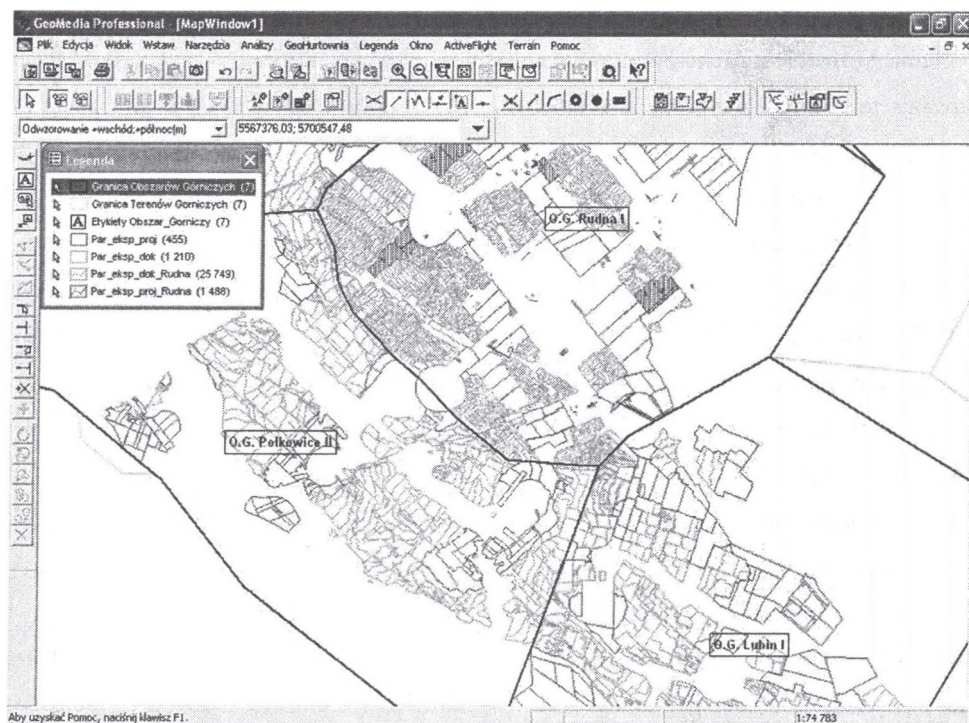 GeoMedia Professional - [MapWindow1]
Plik Edycja Widok Wstaw Narzędzia Analizy GeoHurtownia Legenda Okno ActiveFlight Terrain Pomoc
Odwzorowanie +wschód;+północ(m) 5567376.03; 5700547.48
Legenda
Granica Obszarów Górniczych (7)
Granice Terenów Górniczych (7)
A Etykiety Obszar_Gorniczy (7)
Par_eksp_proj (455)
Par_eksp_dok (1 210)
Par_eksp_dok_Rudna (25 749)
Par_eksp_proj_Rudna (1 488)
O.G. Rudna I
O.G. Polkowice II
O.G. Lubin I
Aby uzyskać Pomoc, naciśnij klawisz F1. 1:74 783